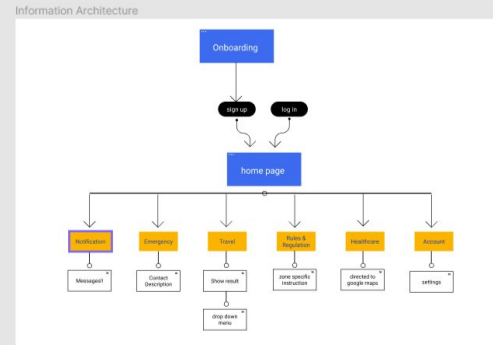 Information Architecture
Onboarding
sign up
log in
home page
Notification
Emergency
Travel
Rules &
Regulation
Healthcare
Account
Messages?
Contact
Description
Show result
zone specific
instruction
directed to
google maps
settings
drop down
menu